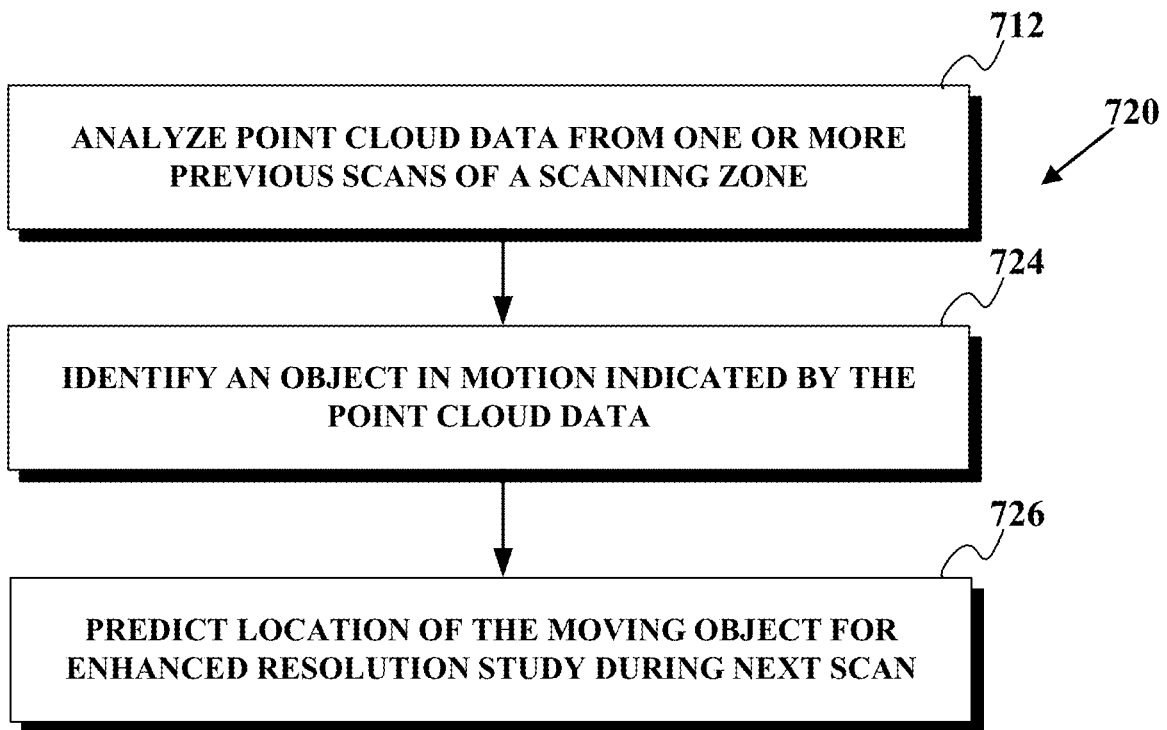 712
720
ANALYZE POINT CLOUD DATA FROM ONE OR MORE
PREVIOUS SCANS OF A SCANNING ZONE
724
IDENTIFY AN OBJECT IN MOTION INDICATED BY THE
POINT CLOUD DATA
726
PREDICT LOCATION OF THE MOVING OBJECT FOR
ENHANCED RESOLUTION STUDY DURING NEXT SCAN